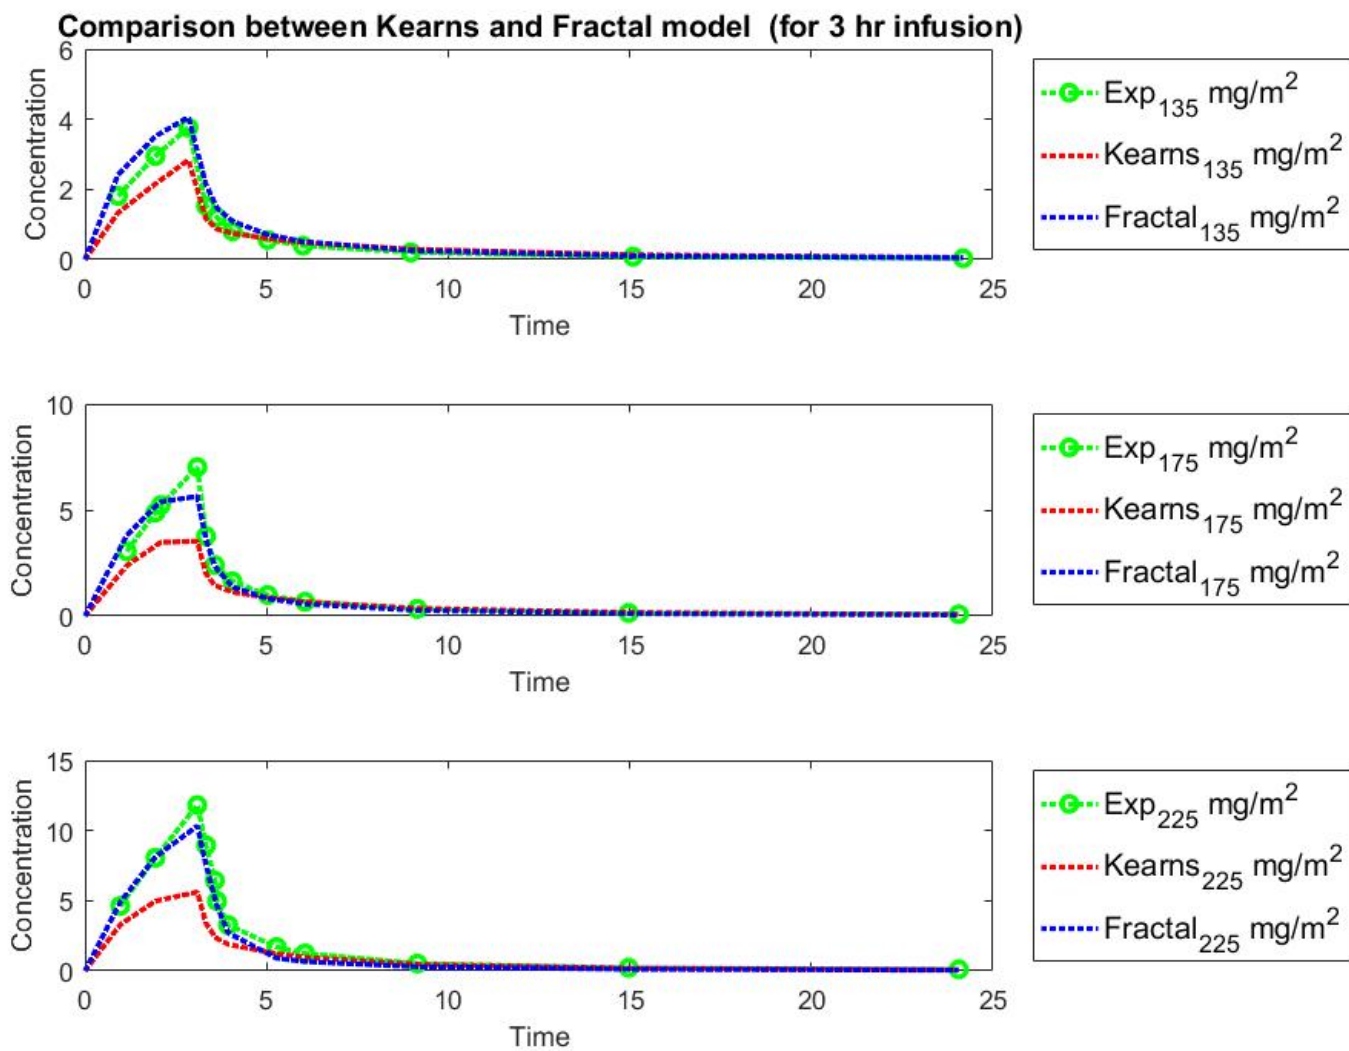 Comparison between Kearns and Fractal model (for 3 hr infusion)
6
4
2
0
Concentration
0 5 10 15 20 25
Time
Exp135 mg/m2
Kearns135 mg/m2
Fractal135 mg/m2
10
5
0
Concentration
0 5 10 15 20 25
Time
Exp175 mg/m2
Kearns175 mg/m2
Fractal175 mg/m2
15
10
5
0
Concentration
0 5 10 15 20 25
Time
Exp225 mg/m2
Kearns225 mg/m2
Fractal225 mg/m2